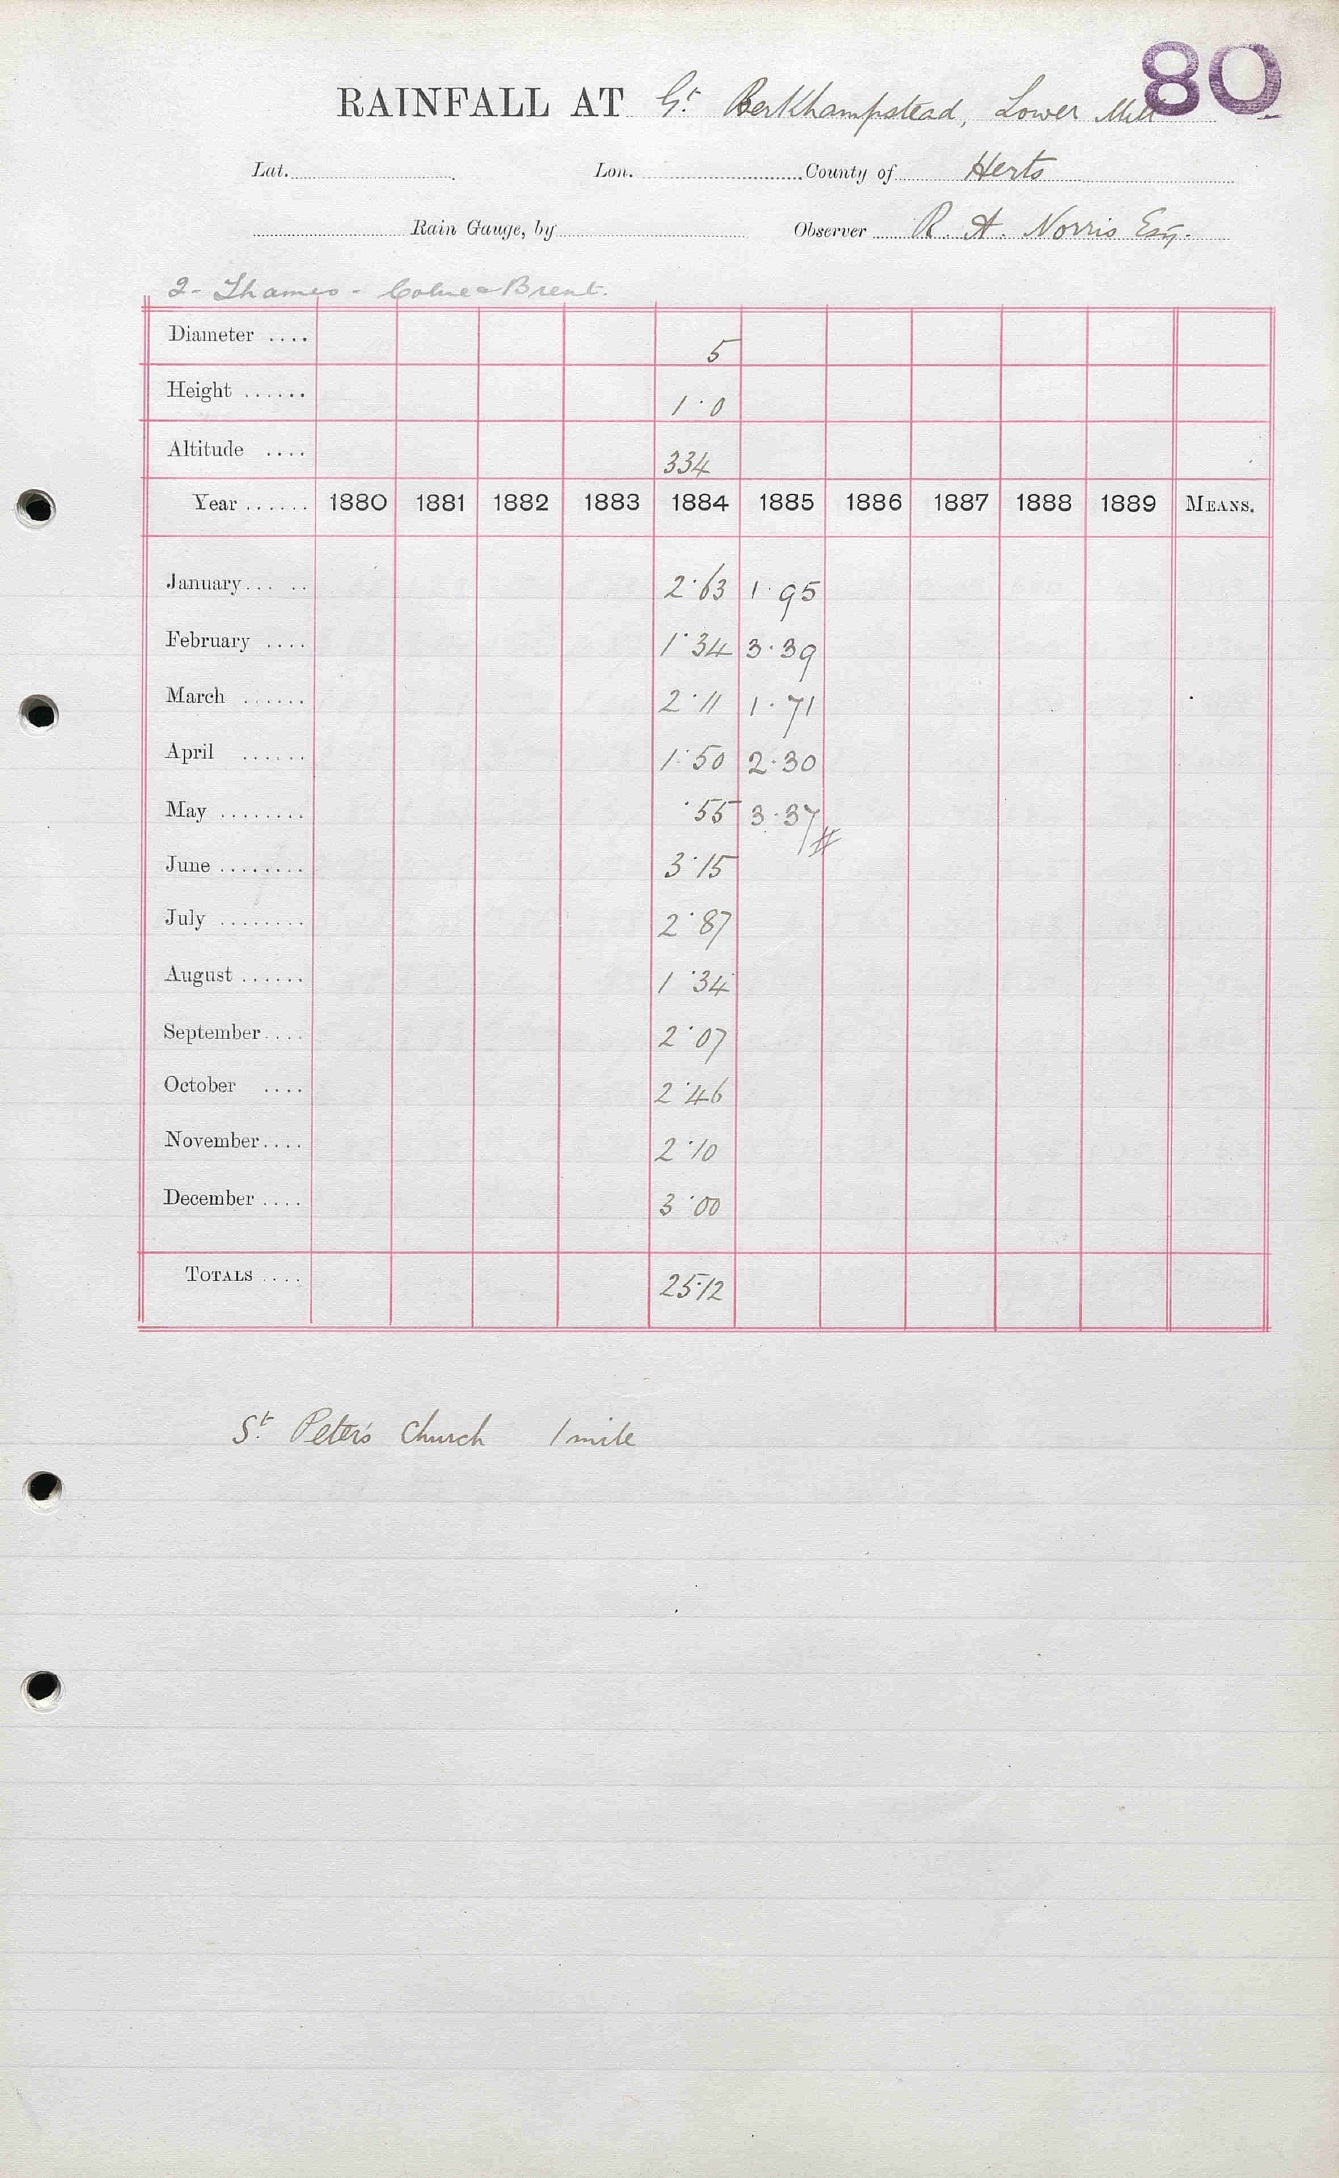 80
RAINFALL AT Gt. Berkhampstead, Lower Mill
Lat. Lon. County of Herts
Rain Gauge, by Observer R. A. Norris Esq.
2 - Thames - Colne & Brent.
Diameter .... 5
Height ...... 1·0
Altitude .... 334
Year ...... 1880 1881 1882 1883 1884 1885 1886 1887 1888 1889 MEANS.
January ... .. 2·63 1·95
February .... 1·34 3·39
March ...... 2·11 1·71
April ...... 1·50 2·30
May ........ ·55 3·37 #
June ........ 3·15
July ........ 2·87
August ...... 1·34
September .... 2·07
October .... 2·46
November .... 2·10
December .... 3·00
TOTALS .... 25·12
St. Peter's Church 1 mile